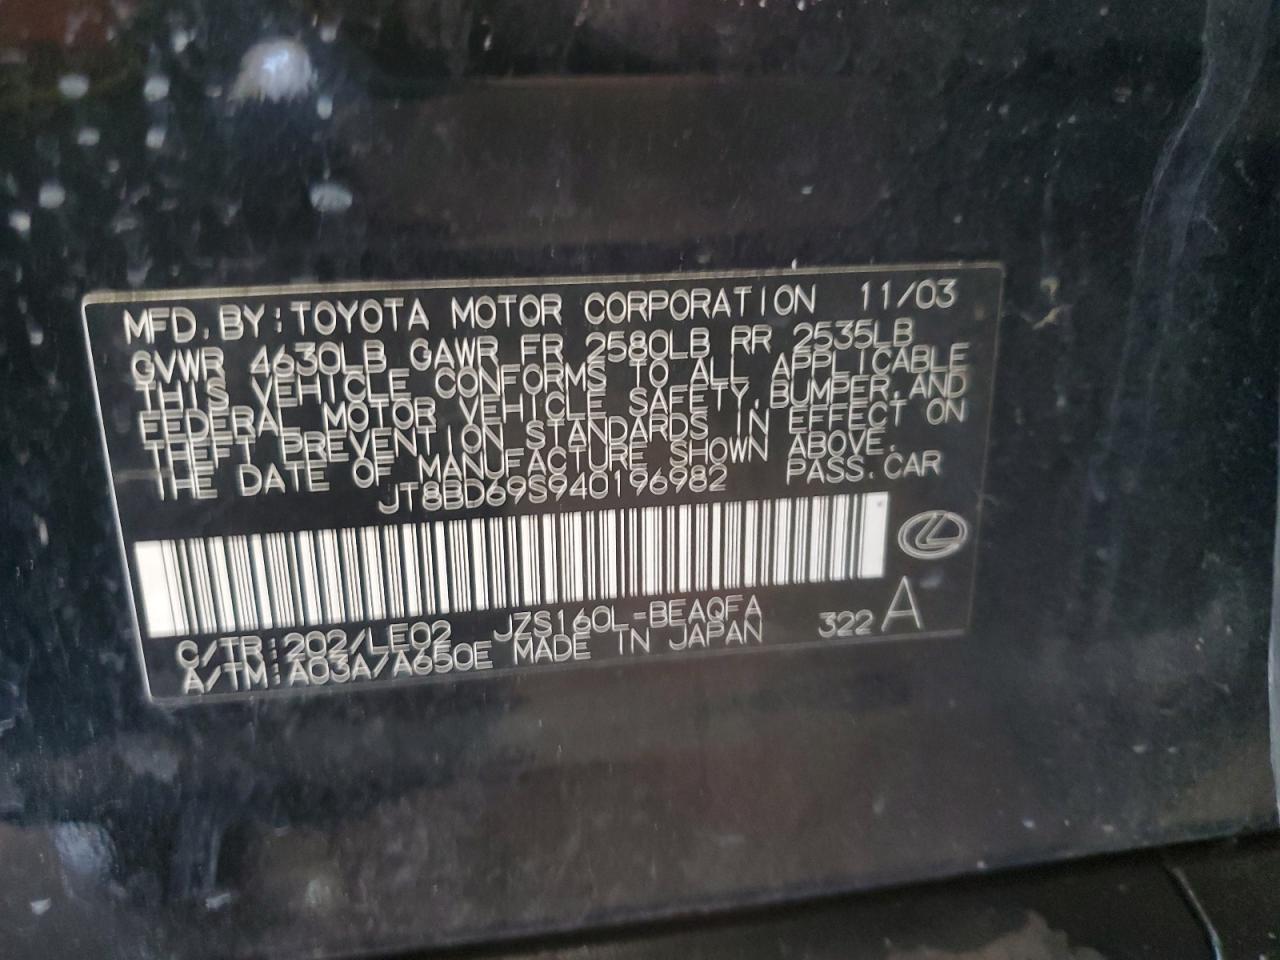 MFD. BY: TOYOTA MOTOR CORPORATION 11/03
GVWR 4630LB GAWR FR 2580LB RR 2535LB
THIS VEHICLE CONFORMS TO ALL APPLICABLE
FEDERAL MOTOR VEHICLE SAFETY, BUMPER, AND
THEFT PREVENTION STANDARDS IN EFFECT ON
THE DATE OF MANUFACTURE SHOWN ABOVE.
JT8BD69S940196982 PASS. CAR
C/TR: 202/LE02 JZS160L-BEAQFA
A/TM: A03A/A650E MADE IN JAPAN 322 A